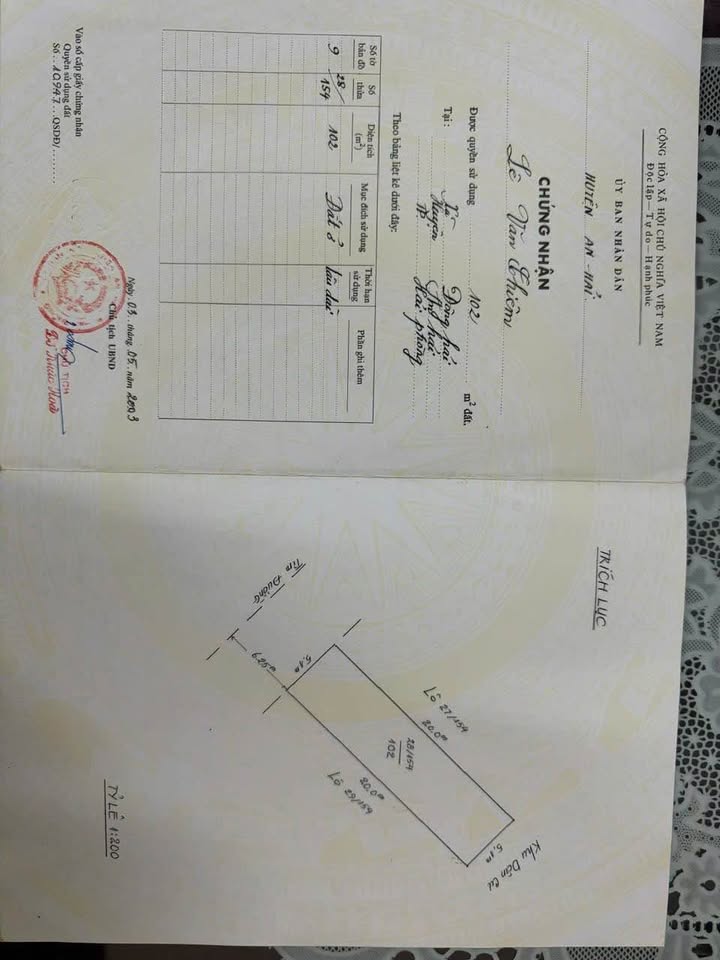 CỘNG HÒA XÃ HỘI CHỦ NGHĨA VIỆT NAM
Độc lập — Tự do — Hạnh phúc
ỦY BAN NHÂN DÂN
HUYỆN AN HẢI
CHỨNG NHẬN
Lê Văn Thiêm
Được quyền sử dụng 102 m² đất.
Tại: Xã Đông hải
Huyện An hải
TP. Hải phòng
Theo bảng liệt kê dưới đây:
Số tờ bản đồ Số thửa Diện tích (m²) Mục đích sử dụng Thời hạn sử dụng Phần ghi thêm
9 28/154 102 Đất ở Lâu dài
Ngày 03 tháng 05 năm 2003
Chủ tịch UBND
Vào sổ cấp giấy chứng nhận
Quyền sử dụng đất
Số 10947 QSDĐ/
TRÍCH LỤC
Tim Đường
6,25m
5,1m
Lô 27/154
20.0m
28/154
102
20.0m
Lô 29/154
5,1m
Khu Dân Cư
TỶ LỆ 1:200